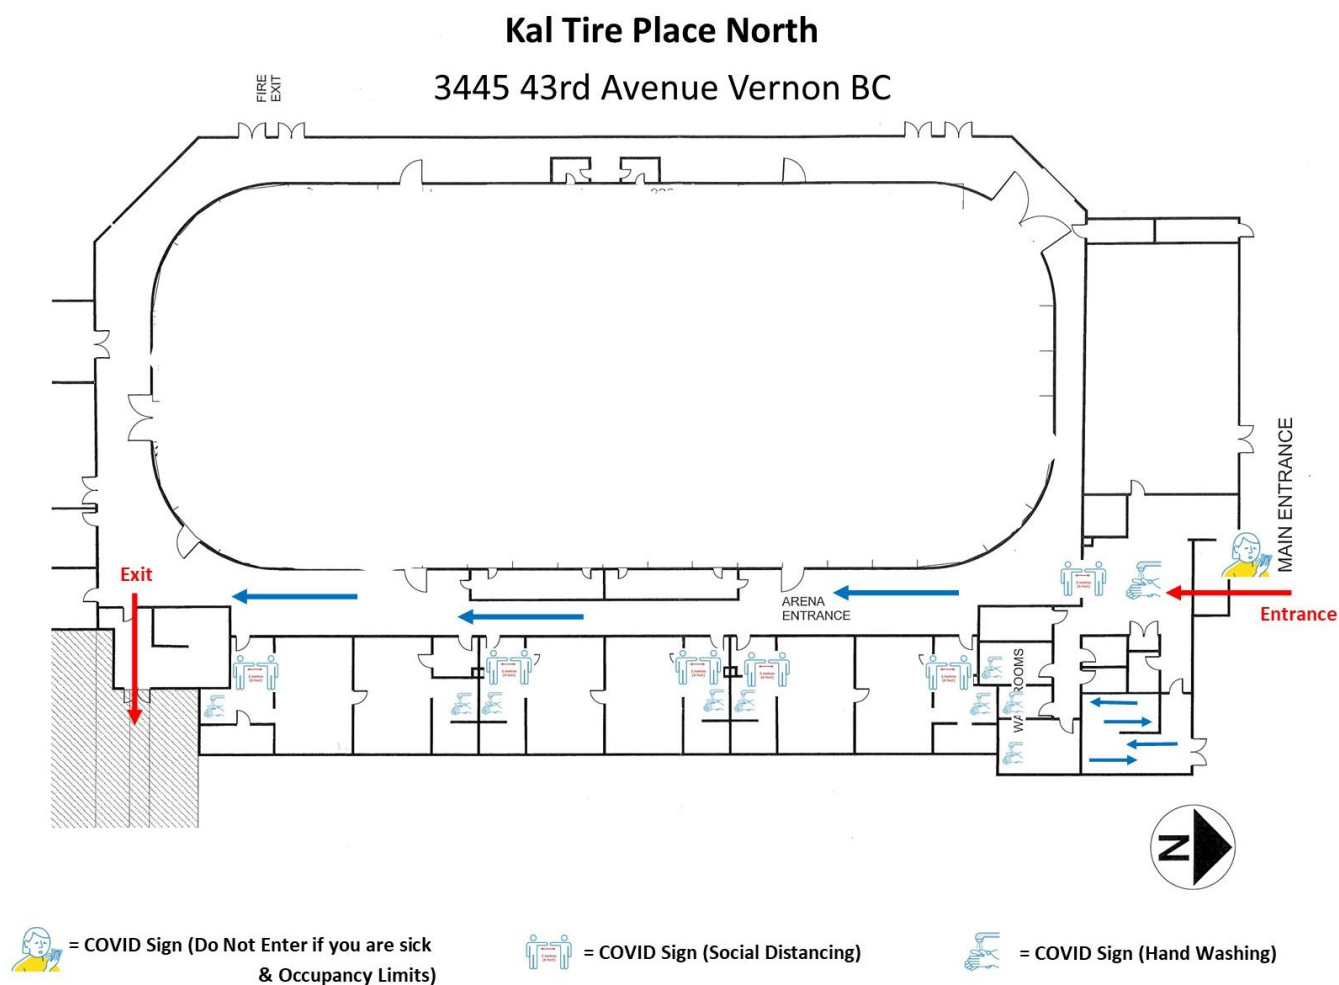 Kal Tire Place North
3445 43rd Avenue Vernon BC
FIRE
EXIT
MAIN ENTRANCE
Exit
Entrance
ARENA
ENTRANCE
ROOMS
N
= COVID Sign (Do Not Enter if you are sick
& Occupancy Limits)
= COVID Sign (Social Distancing)
= COVID Sign (Hand Washing)